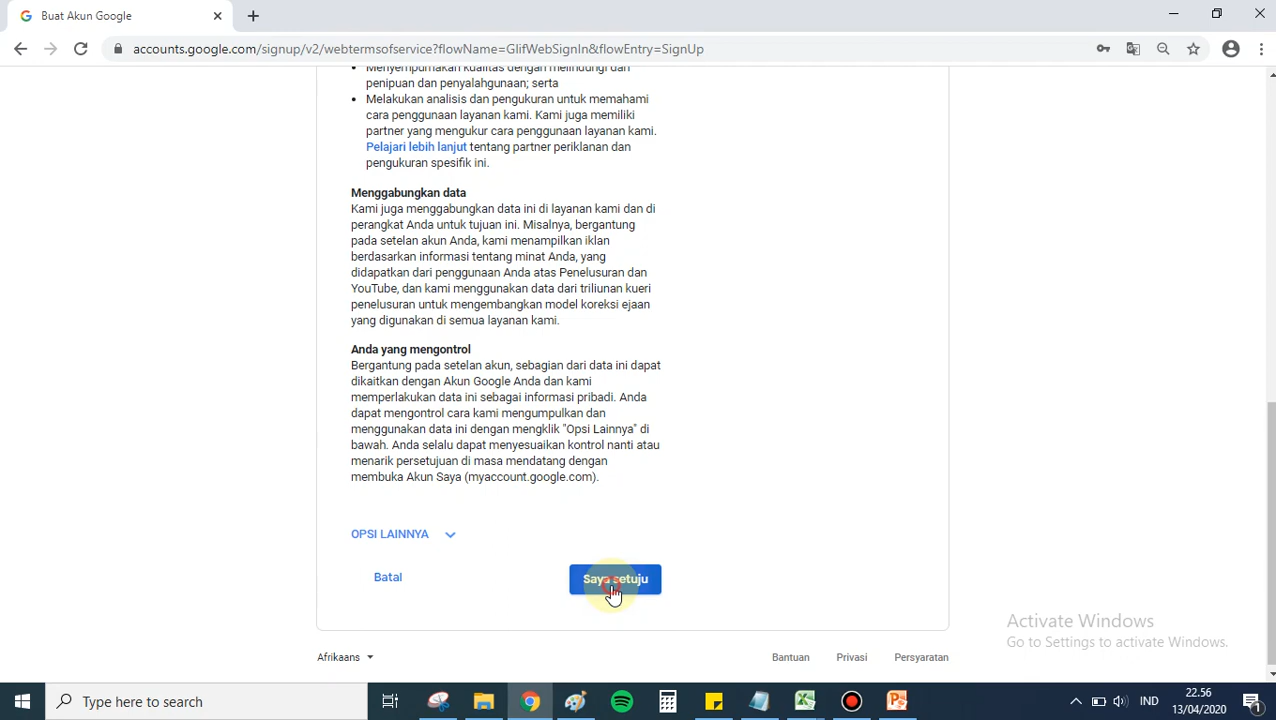 Buat Akun Google
accounts.google.com/signup/v2/webtermsofservice?flowName=GlifWebSignIn&flowEntry=SignUp
Menyempurnakan kualitas dengan melindungi dari
penipuan dan penyalahgunaan; serta
• Melakukan analisis dan pengukuran untuk memahami
cara penggunaan layanan kami. Kami juga memiliki
partner yang mengukur cara penggunaan layanan kami.
Pelajari lebih lanjut tentang partner periklanan dan
pengukuran spesifik ini.
Menggabungkan data
Kami juga menggabungkan data ini di layanan kami dan di
perangkat Anda untuk tujuan ini. Misalnya, bergantung
pada setelan akun Anda, kami menampilkan iklan
berdasarkan informasi tentang minat Anda, yang
didapatkan dari penggunaan Anda atas Penelusuran dan
YouTube, dan kami menggunakan data dari triliunan kueri
penelusuran untuk mengembangkan model koreksi ejaan
yang digunakan di semua layanan kami.
Anda yang mengontrol
Bergantung pada setelan akun, sebagian dari data ini dapat
dikaitkan dengan Akun Google Anda dan kami
memperlakukan data ini sebagai informasi pribadi. Anda
dapat mengontrol cara kami mengumpulkan dan
menggunakan data ini dengan mengklik "Opsi Lainnya" di
bawah. Anda selalu dapat menyesuaikan kontrol nanti atau
menarik persetujuan di masa mendatang dengan
membuka Akun Saya (myaccount.google.com).
OPSI LAINNYA
Batal
Saya setuju
Activate Windows
Go to Settings to activate Windows.
Afrikaans
Bantuan
Privasi
Persyaratan
Type here to search
IND
22.56
13/04/2020
1